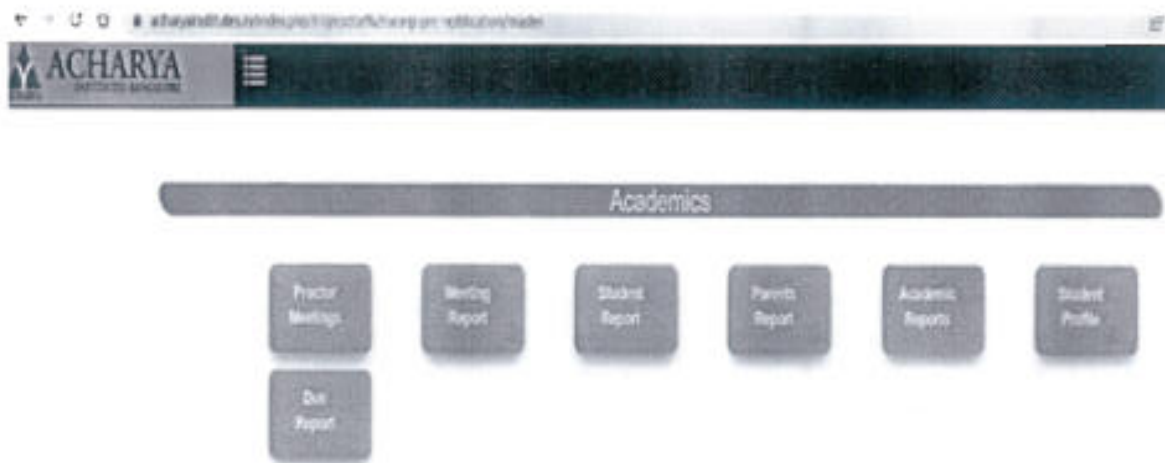 ACHARYA
Academics
Proctor
Meetings
Meeting
Report
Student
Report
Parents
Report
Academic
Reports
Student
Profile
Due
Report